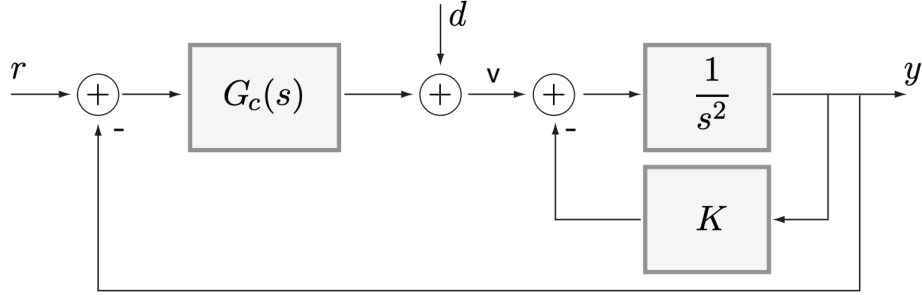 d
r
+
-
G_c(s)
+
v
+
-
1
s^2
y
K